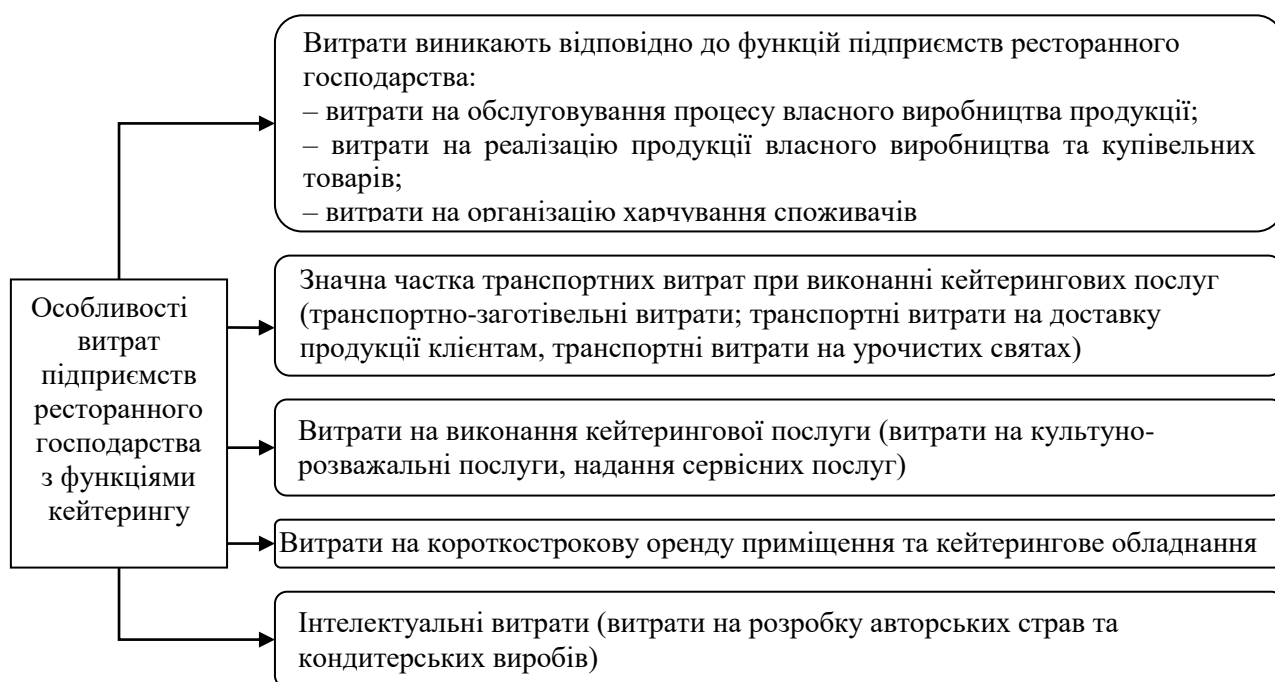 Витрати виникають відповідно до функцій підприємств ресторанного
господарства:
– витрати на обслуговування процесу власного виробництва продукції;
– витрати на реалізацію продукції власного виробництва та купівельних
товарів;
– витрати на організацію харчування споживачів
Особливості
витрат
підприємств
ресторанного
господарства
з функціями
кейтерингу
Значна частка транспортних витрат при виконанні кейтерингових послуг
(транспортно-заготівельні витрати; транспортні витрати на доставку
продукції клієнтам, транспортні витрати на урочистих святах)
Витрати на виконання кейтерингової послуги (витрати на культуно-
розважальні послуги, надання сервісних послуг)
Витрати на короткострокову оренду приміщення та кейтерингове обладнання
Інтелектуальні витрати (витрати на розробку авторських страв та
кондитерських виробів)